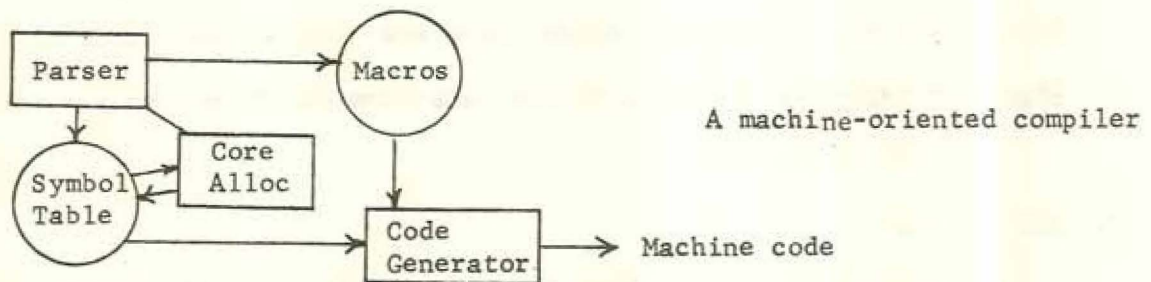 Parser
Macros
A machine-oriented compiler
Core
Alloc
Symbol
Table
Code
Generator
Machine code